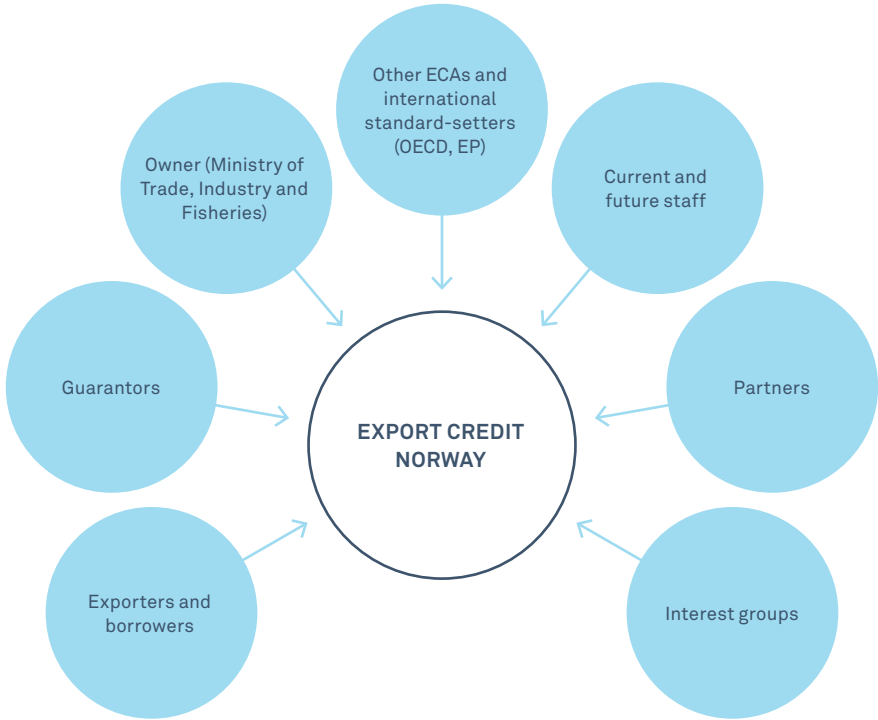 Other ECAs and
international
standard-setters
(OECD, EP)
Owner (Ministry of
Trade, Industry and
Fisheries)
Current and
future staff
Guarantors
Partners
EXPORT CREDIT
NORWAY
Exporters and
borrowers
Interest groups